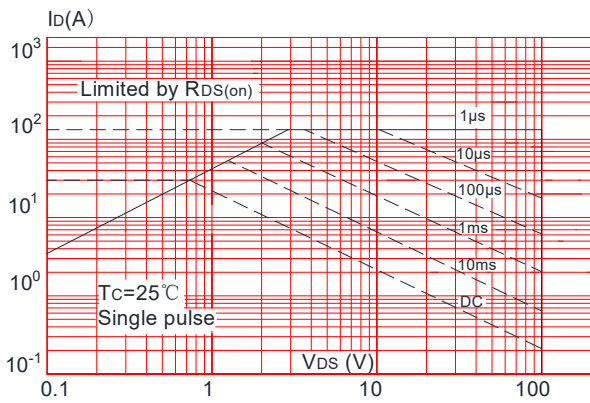 ID(A)
10³
Limited by RDS(on)
1μs
10²
10μs
100μs
10¹
1ms
10ms
10⁰
TC=25℃
DC
Single pulse
10⁻¹
VDS (V)
0.1
1
10
100